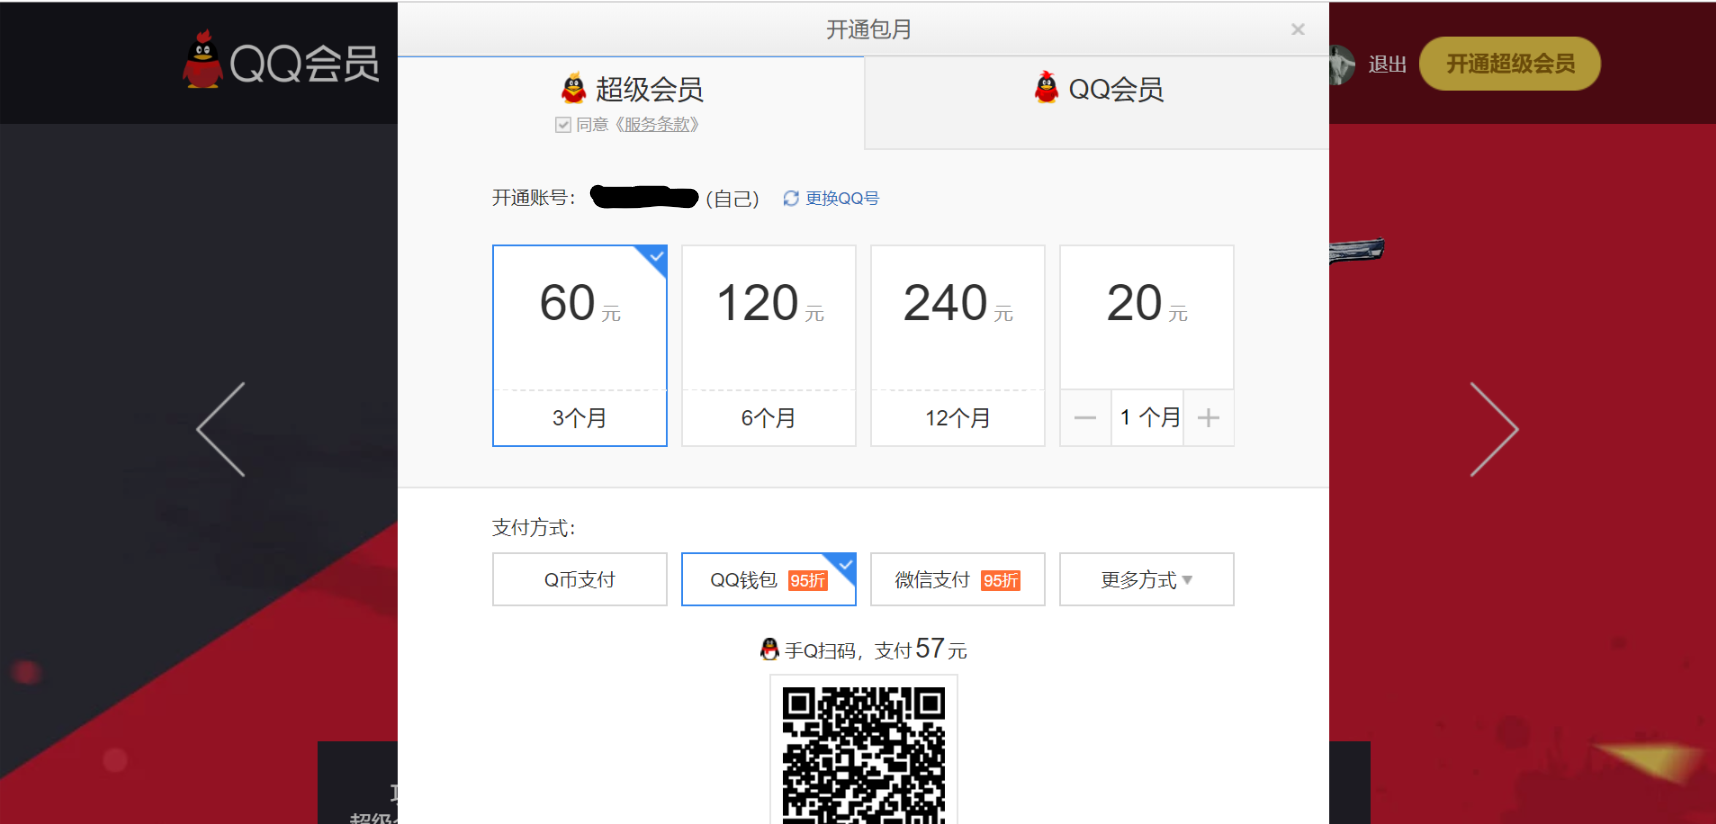 开通包月 ×
QQ会员
退出 开通超级会员
超级会员
QQ会员
同意《服务条款》
开通账号： (自己) 更换QQ号
60元 120元 240元 20元
3个月 6个月 12个月 — 1 个月 +
支付方式：
Q币支付 QQ钱包 95折 微信支付 95折 更多方式▼
手Q扫码，支付57元